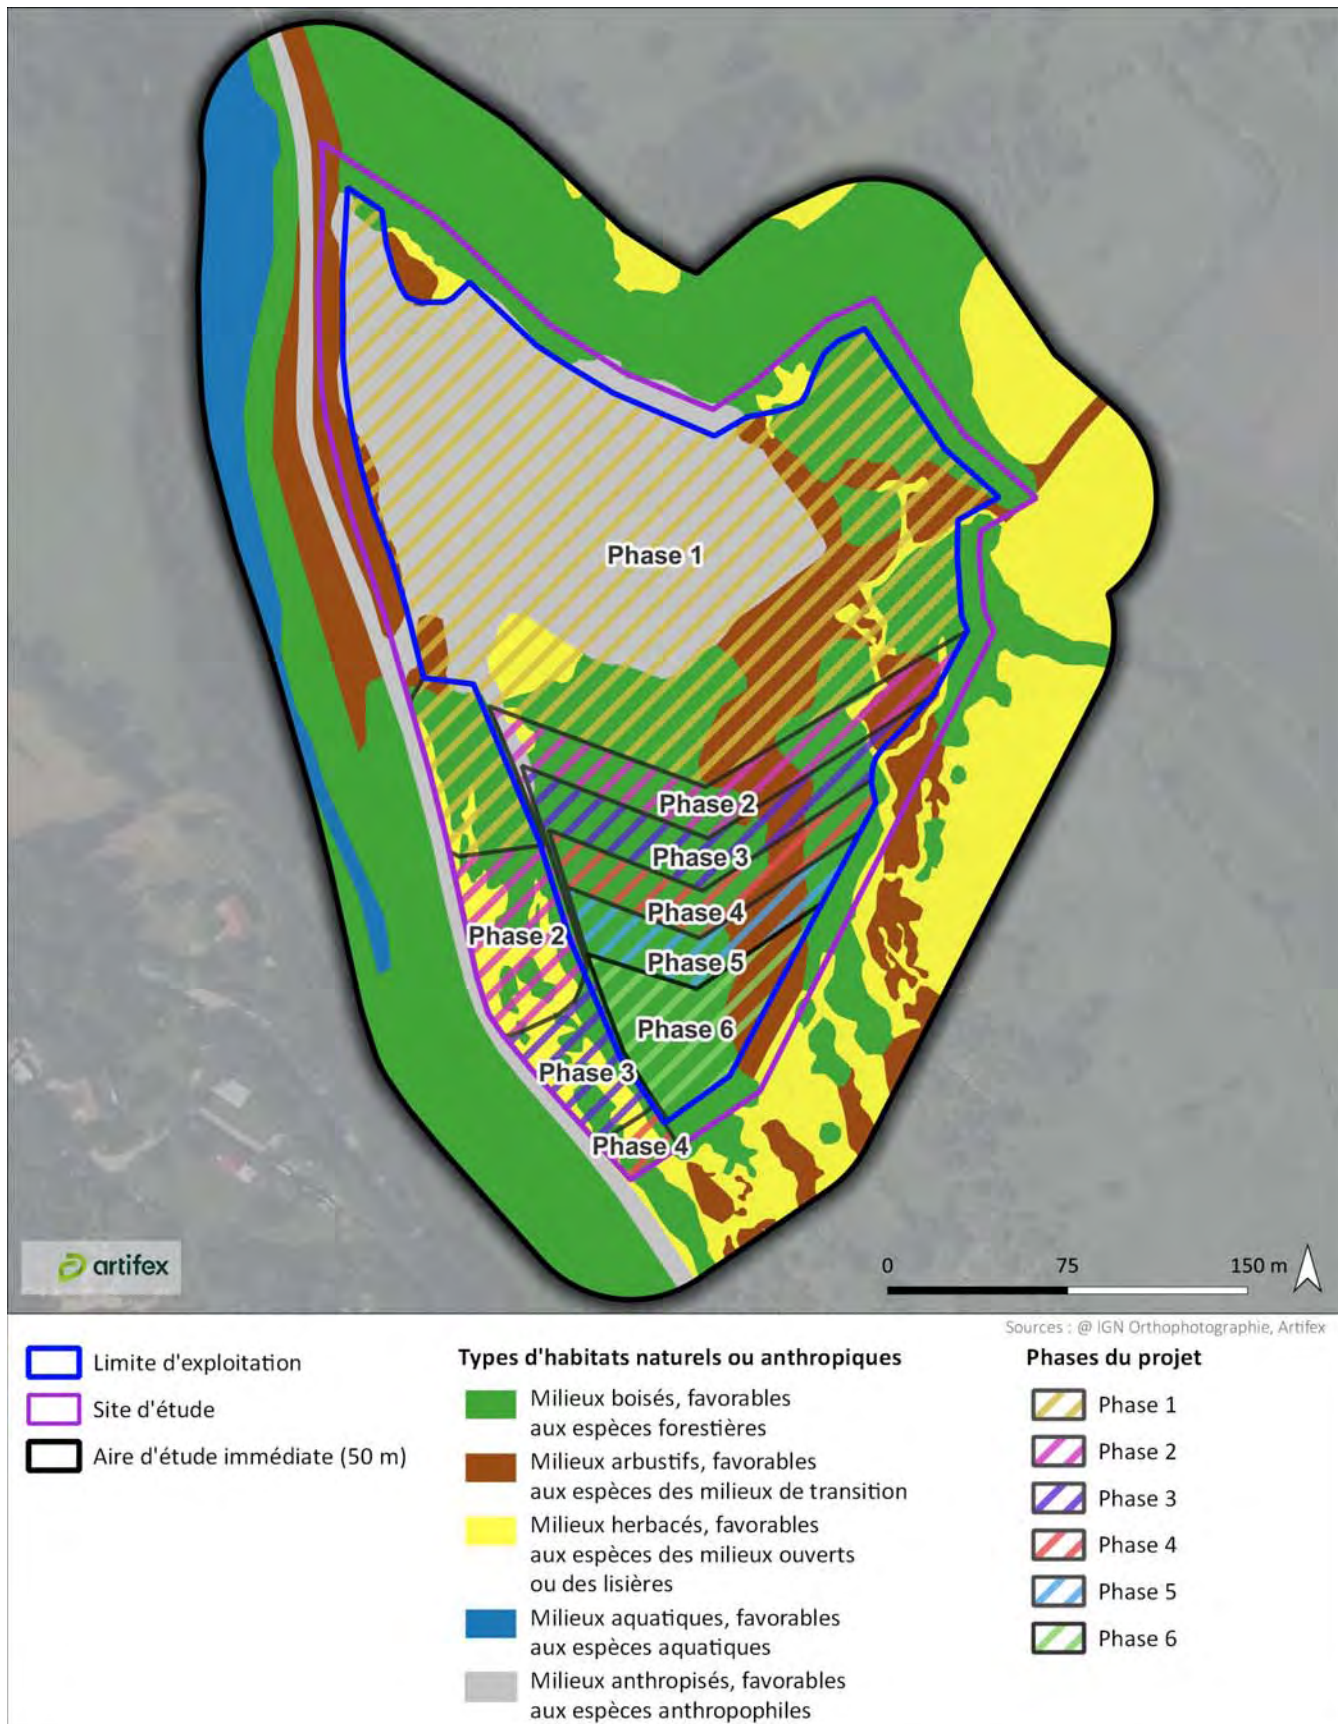 Phase 1
Phase 2
Phase 3
Phase 4
Phase 2
Phase 5
Phase 6
Phase 3
Phase 4
artifex
0 75 150 m
Sources : @ IGN Orthophotographie, Artifex
Limite d'exploitation
Site d'étude
Aire d'étude immédiate (50 m)
Types d'habitats naturels ou anthropiques
Milieux boisés, favorables
aux espèces forestières
Milieux arbustifs, favorables
aux espèces des milieux de transition
Milieux herbacés, favorables
aux espèces des milieux ouverts
ou des lisières
Milieux aquatiques, favorables
aux espèces aquatiques
Milieux anthropisés, favorables
aux espèces anthropophiles
Phases du projet
Phase 1
Phase 2
Phase 3
Phase 4
Phase 5
Phase 6